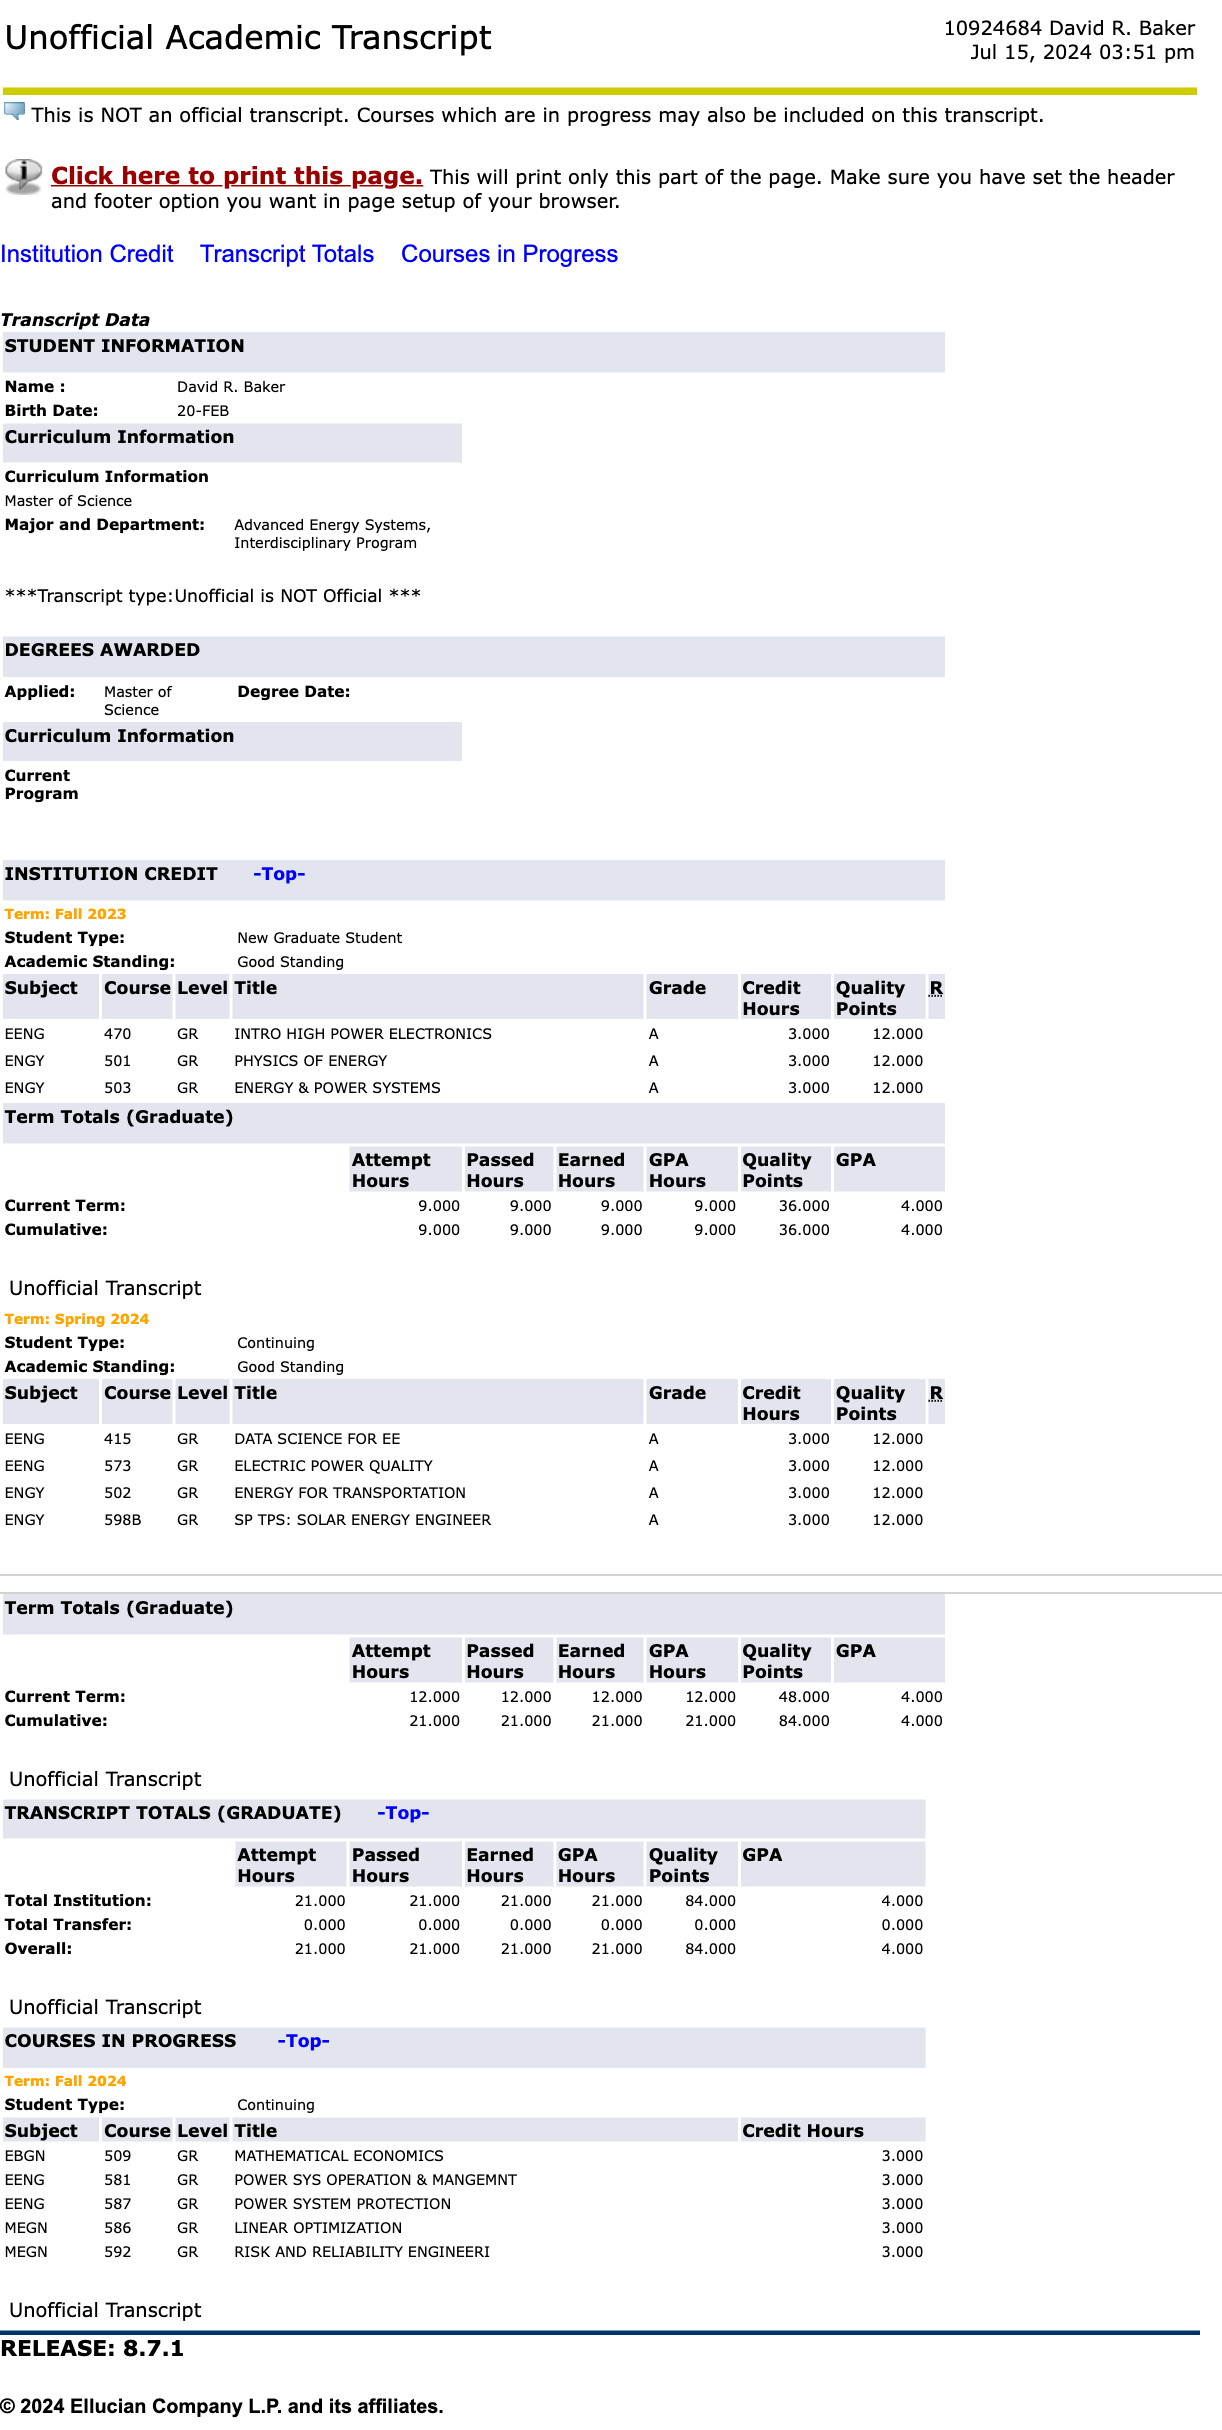 Unofficial Academic Transcript
10924684 David R. Baker
Jul 15, 2024 03:51 pm
This is NOT an official transcript. Courses which are in progress may also be included on this transcript.
Click here to print this page. This will print only this part of the page. Make sure you have set the header
and footer option you want in page setup of your browser.
Institution Credit Transcript Totals Courses in Progress
Transcript Data
STUDENT INFORMATION
Name : David R. Baker
Birth Date: 20-FEB
Curriculum Information
Curriculum Information
Master of Science
Major and Department: Advanced Energy Systems,
Interdisciplinary Program
***Transcript type:Unofficial is NOT Official ***
DEGREES AWARDED
Applied: Master of Degree Date:
Science
Curriculum Information
Current
Program
INSTITUTION CREDIT -Top-
Term: Fall 2023
Student Type: New Graduate Student
Academic Standing: Good Standing
Subject Course Level Title Grade Credit Quality R
Hours Points
EENG 470 GR INTRO HIGH POWER ELECTRONICS A 3.000 12.000
ENGY 501 GR PHYSICS OF ENERGY A 3.000 12.000
ENGY 503 GR ENERGY & POWER SYSTEMS A 3.000 12.000
Term Totals (Graduate)
Attempt Passed Earned GPA Quality GPA
Hours Hours Hours Hours Points
Current Term: 9.000 9.000 9.000 9.000 36.000 4.000
Cumulative: 9.000 9.000 9.000 9.000 36.000 4.000
Unofficial Transcript
Term: Spring 2024
Student Type: Continuing
Academic Standing: Good Standing
Subject Course Level Title Grade Credit Quality R
Hours Points
EENG 415 GR DATA SCIENCE FOR EE A 3.000 12.000
EENG 573 GR ELECTRIC POWER QUALITY A 3.000 12.000
ENGY 502 GR ENERGY FOR TRANSPORTATION A 3.000 12.000
ENGY 598B GR SP TPS: SOLAR ENERGY ENGINEER A 3.000 12.000
Term Totals (Graduate)
Attempt Passed Earned GPA Quality GPA
Hours Hours Hours Hours Points
Current Term: 12.000 12.000 12.000 12.000 48.000 4.000
Cumulative: 21.000 21.000 21.000 21.000 84.000 4.000
Unofficial Transcript
TRANSCRIPT TOTALS (GRADUATE) -Top-
Attempt Passed Earned GPA Quality GPA
Hours Hours Hours Hours Points
Total Institution: 21.000 21.000 21.000 21.000 84.000 4.000
Total Transfer: 0.000 0.000 0.000 0.000 0.000 0.000
Overall: 21.000 21.000 21.000 21.000 84.000 4.000
Unofficial Transcript
COURSES IN PROGRESS -Top-
Term: Fall 2024
Student Type: Continuing
Subject Course Level Title Credit Hours
EBGN 509 GR MATHEMATICAL ECONOMICS 3.000
EENG 581 GR POWER SYS OPERATION & MANGEMNT 3.000
EENG 587 GR POWER SYSTEM PROTECTION 3.000
MEGN 586 GR LINEAR OPTIMIZATION 3.000
MEGN 592 GR RISK AND RELIABILITY ENGINEERI 3.000
Unofficial Transcript
RELEASE: 8.7.1
© 2024 Ellucian Company L.P. and its affiliates.